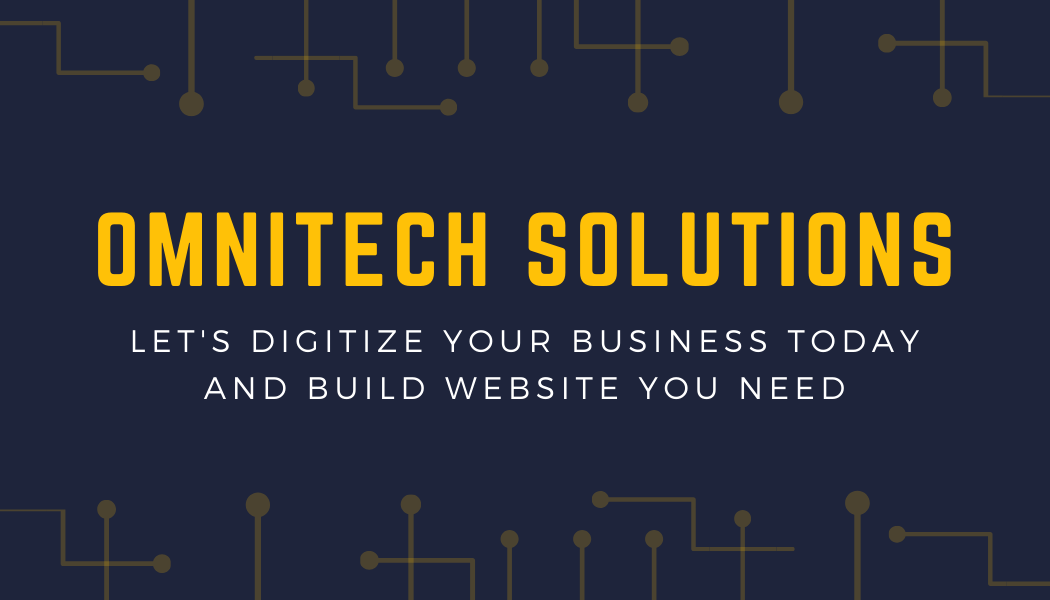 OMNITECH SOLUTIONS
LET'S DIGITIZE YOUR BUSINESS TODAY
AND BUILD WEBSITE YOU NEED